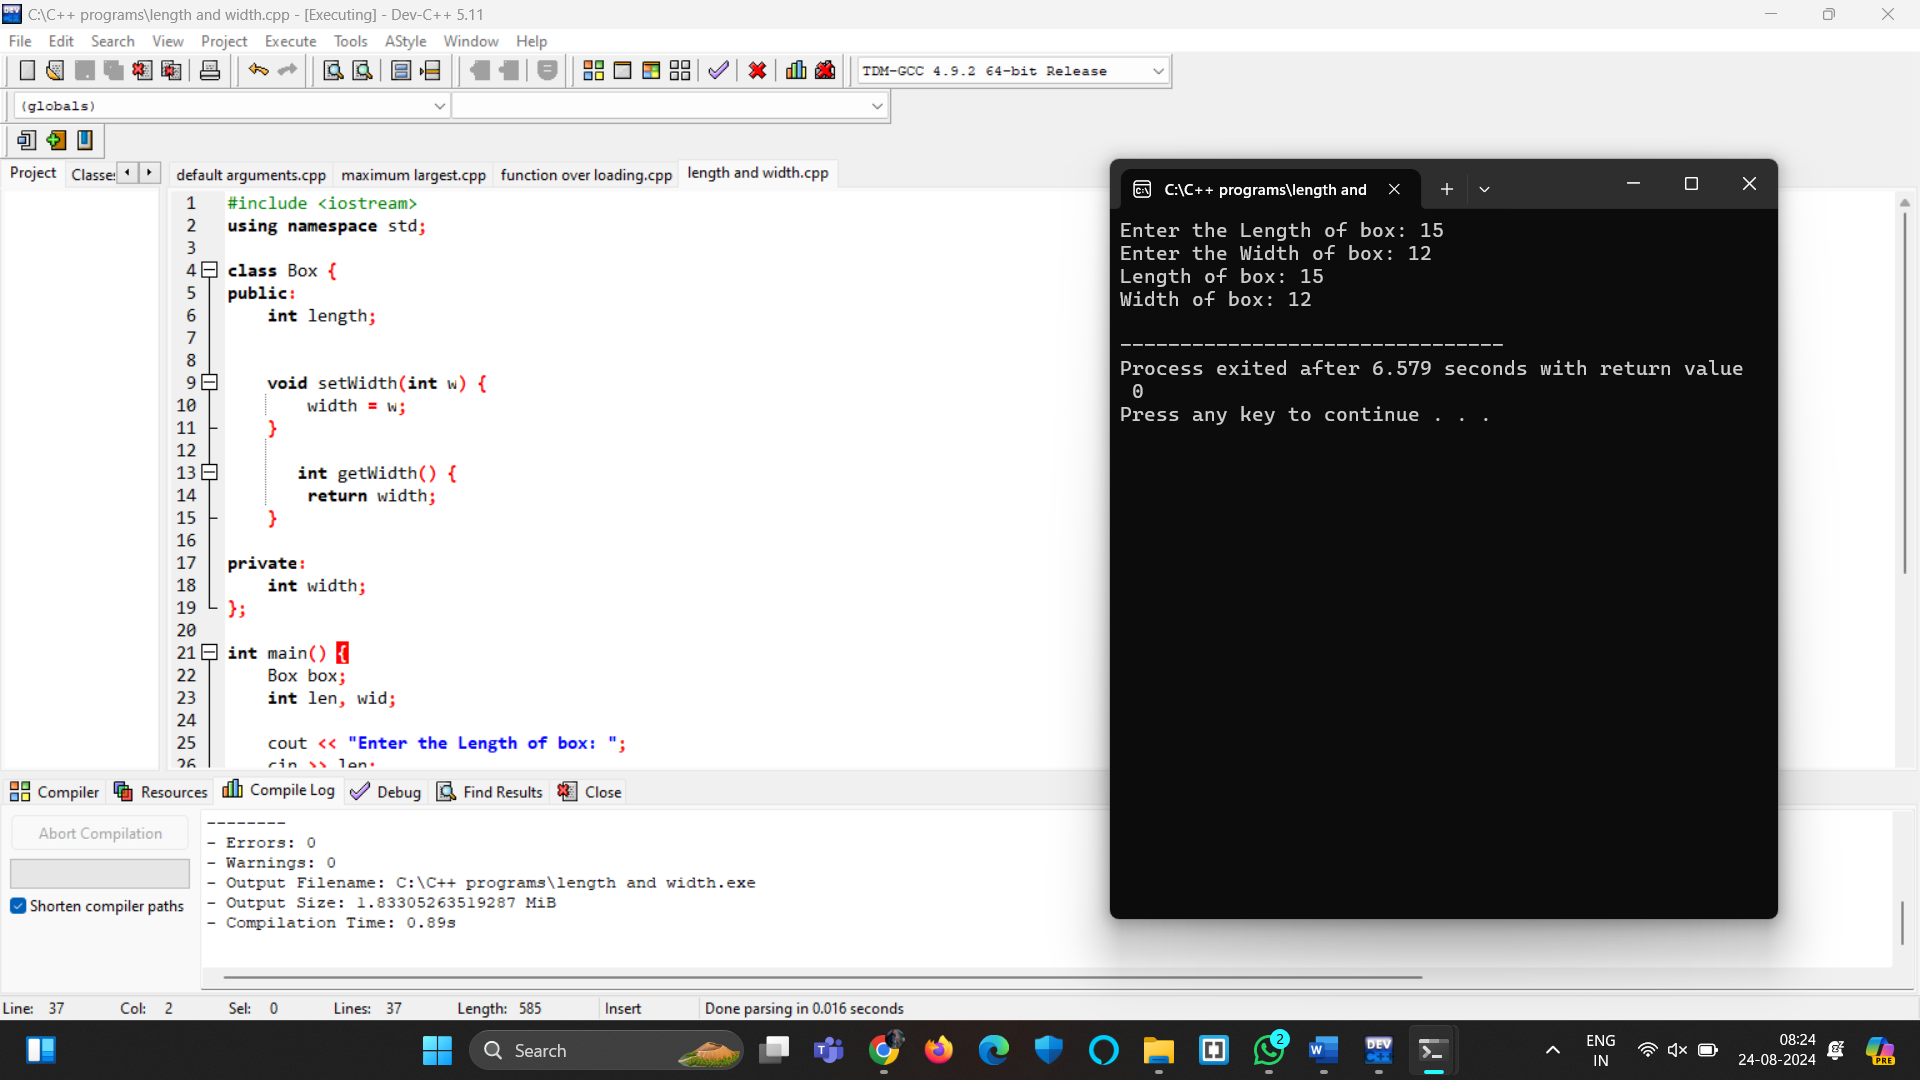 C:\C++ programs\length and width.cpp - [Executing] - Dev-C++ 5.11
File Edit Search View Project Execute Tools AStyle Window Help
TDM-GCC 4.9.2 64-bit Release
(globals)
Project Classes default arguments.cpp maximum largest.cpp function over loading.cpp length and width.cpp
1 #include <iostream>
2 using namespace std;
3
4 class Box {
5 public:
6 int length;
7
8
9 void setWidth(int w) {
10 width = w;
11 }
12
13 int getWidth() {
14 return width;
15 }
16
17 private:
18 int width;
19 };
20
21 int main() {
22 Box box;
23 int len, wid;
24
25 cout << "Enter the Length of box: ";
26 cin >> len;
C:\C++ programs\length and
Enter the Length of box: 15
Enter the Width of box: 12
Length of box: 15
Width of box: 12
--------------------------------
Process exited after 6.579 seconds with return value
0
Press any key to continue . . .
Compiler Resources Compile Log Debug Find Results Close
Abort Compilation
Shorten compiler paths
--------
- Errors: 0
- Warnings: 0
- Output Filename: C:\C++ programs\length and width.exe
- Output Size: 1.83305263519287 MiB
- Compilation Time: 0.89s
Line: 37 Col: 2 Sel: 0 Lines: 37 Length: 585 Insert Done parsing in 0.016 seconds
Search
2
DEV
ENG
IN
08:24
24-08-2024
PRE